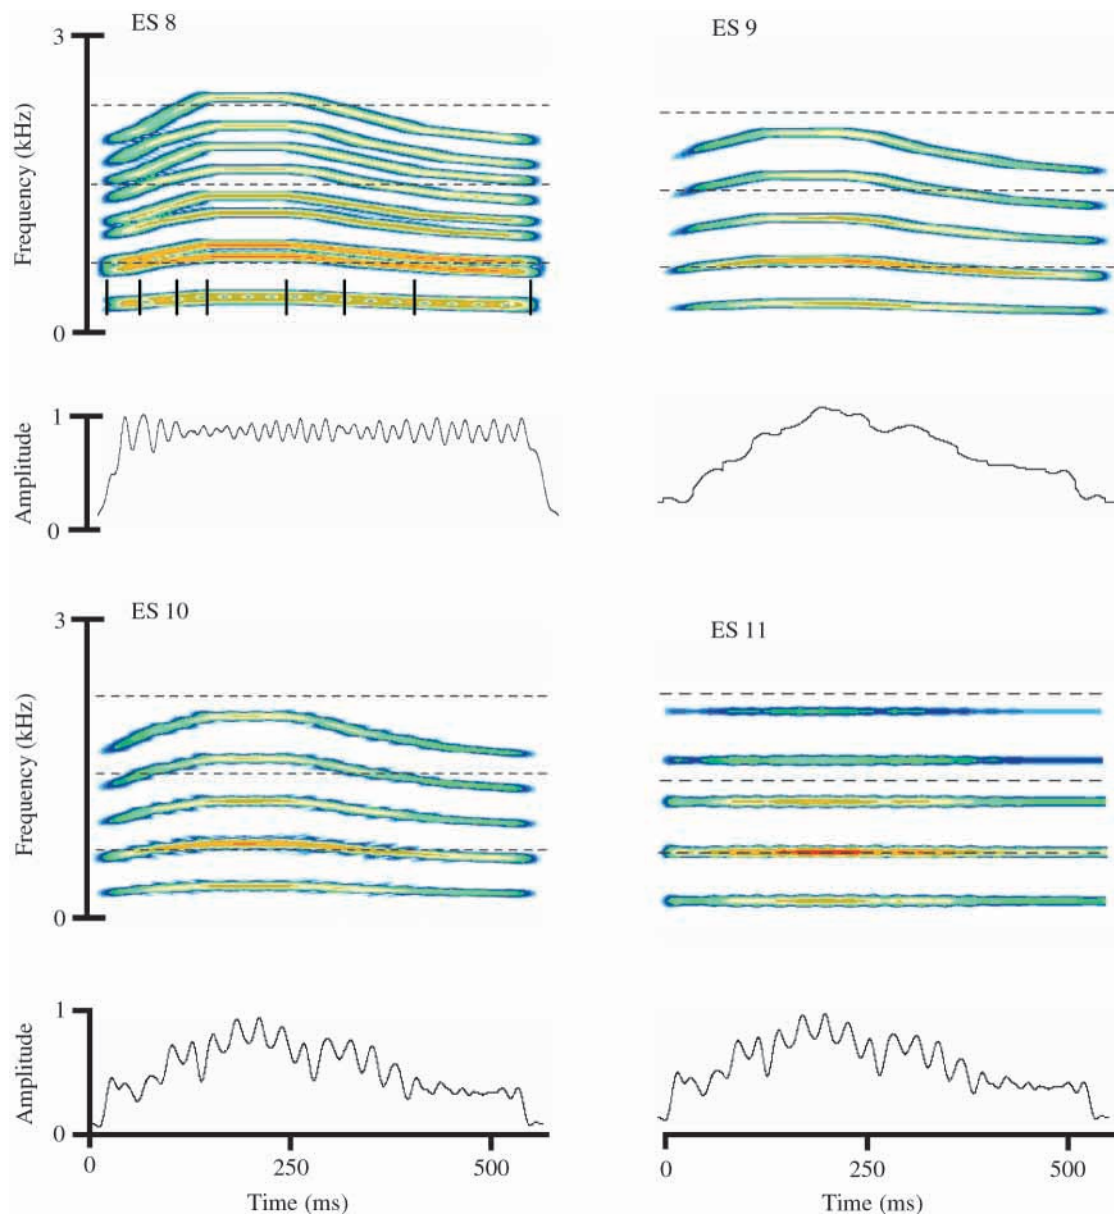 ES 8
ES 9
3
Frequency (kHz)
0
1
Amplitude
0
ES 10
ES 11
3
Frequency (kHz)
0
1
Amplitude
0
0 250 500
0 250 500
Time (ms)
Time (ms)